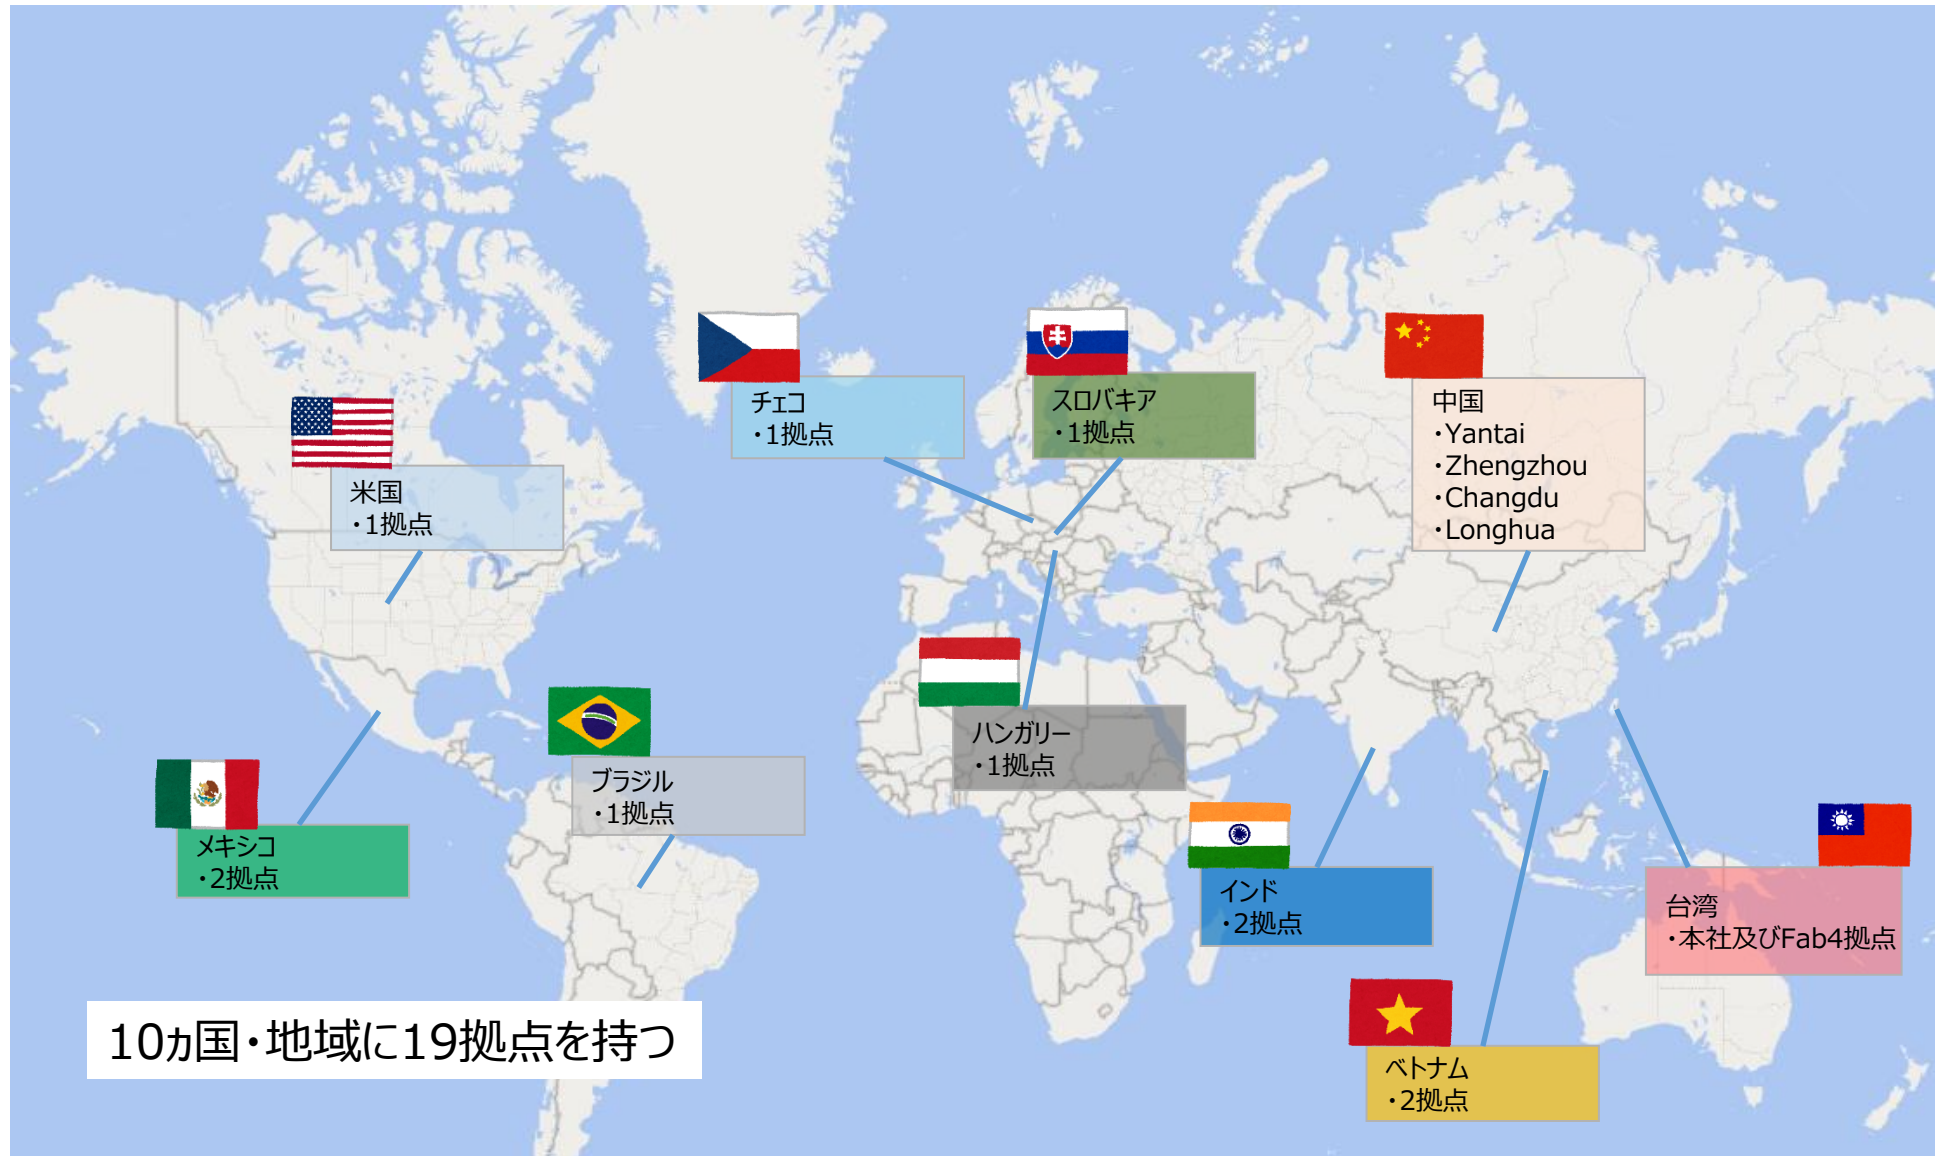 チェコ
・1拠点
スロバキア
・1拠点
中国
・Yantai
・Zhengzhou
・Changdu
・Longhua
米国
・1拠点
ハンガリー
・1拠点
ブラジル
・1拠点
メキシコ
・2拠点
インド
・2拠点
台湾
・本社及びFab4拠点
ベトナム
・2拠点
10ヵ国・地域に19拠点を持つ